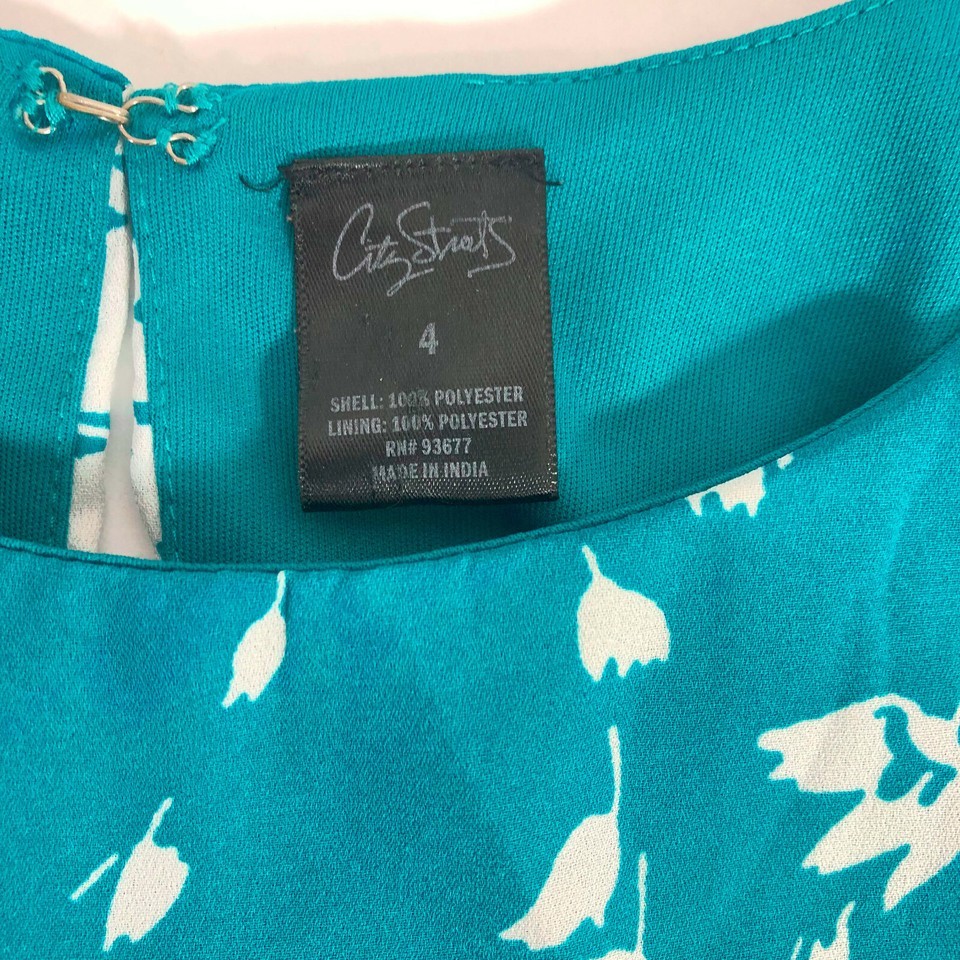 City Streets
4
SHELL: 100% POLYESTER
LINING: 100% POLYESTER
RN# 93677
MADE IN INDIA